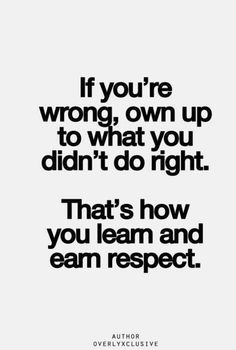 If you're
wrong, own up
to what you
didn't do right.
That's how
you learn and
earn respect.
AUTHOR
OVERLYXCLUSIVE